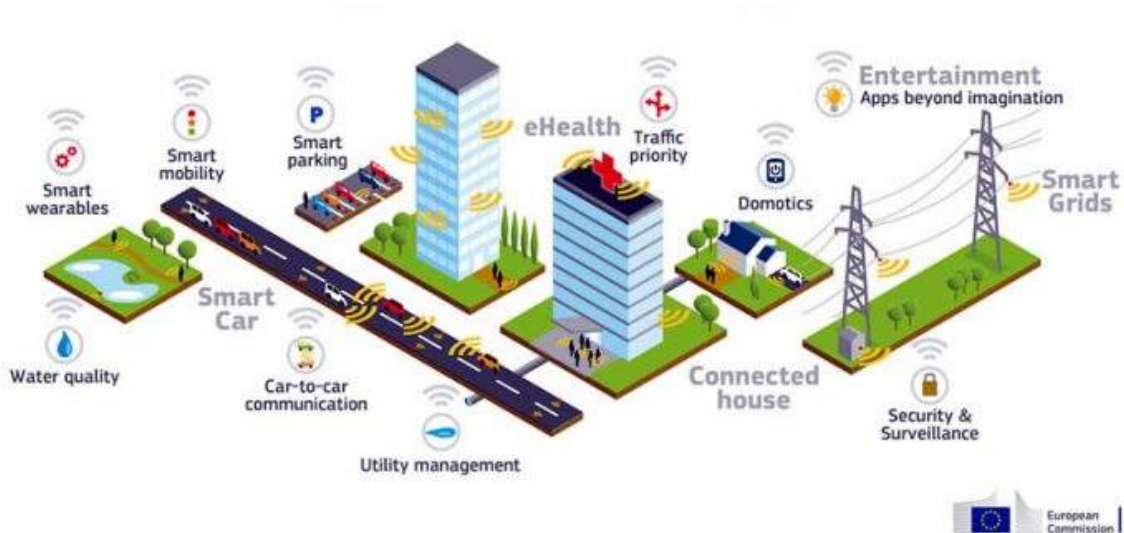 Entertainment
Apps beyond imagination
Smart
mobility
P
Smart
parking
eHealth
Traffic
priority
Smart
wearables
Domotics
Smart
Grids
Smart
Car
Water quality
Car-to-car
communication
Connected
house
Security &
Surveillance
Utility management
European
Commission